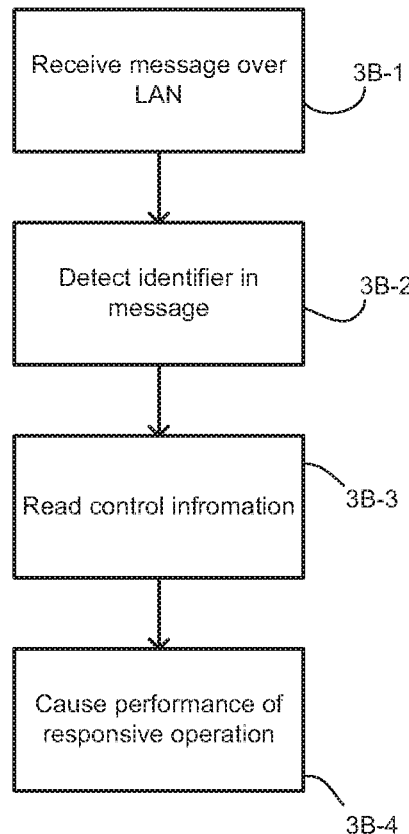 Receive message over
LAN
3B-1
Detect identifier in
message
3B-2
Read control infromation
3B-3
Cause performance of
responsive operation
3B-4